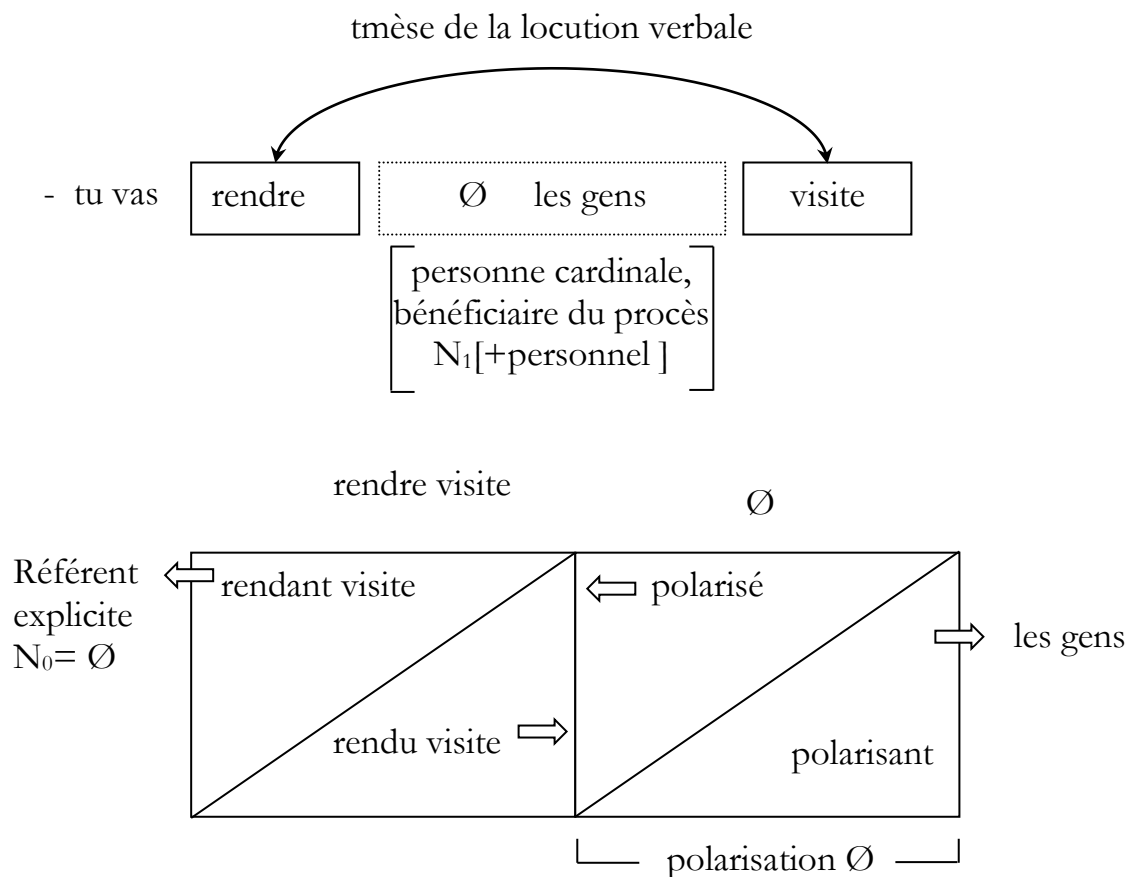 tmèse de la locution verbale
- tu vas rendre Ø les gens visite
personne cardinale,
bénéficiaire du procès
N₁[+personnel ]
rendre visite Ø
Référent
explicite
N₀= Ø
rendant visite
polarisé
les gens
rendu visite
polarisant
polarisation Ø